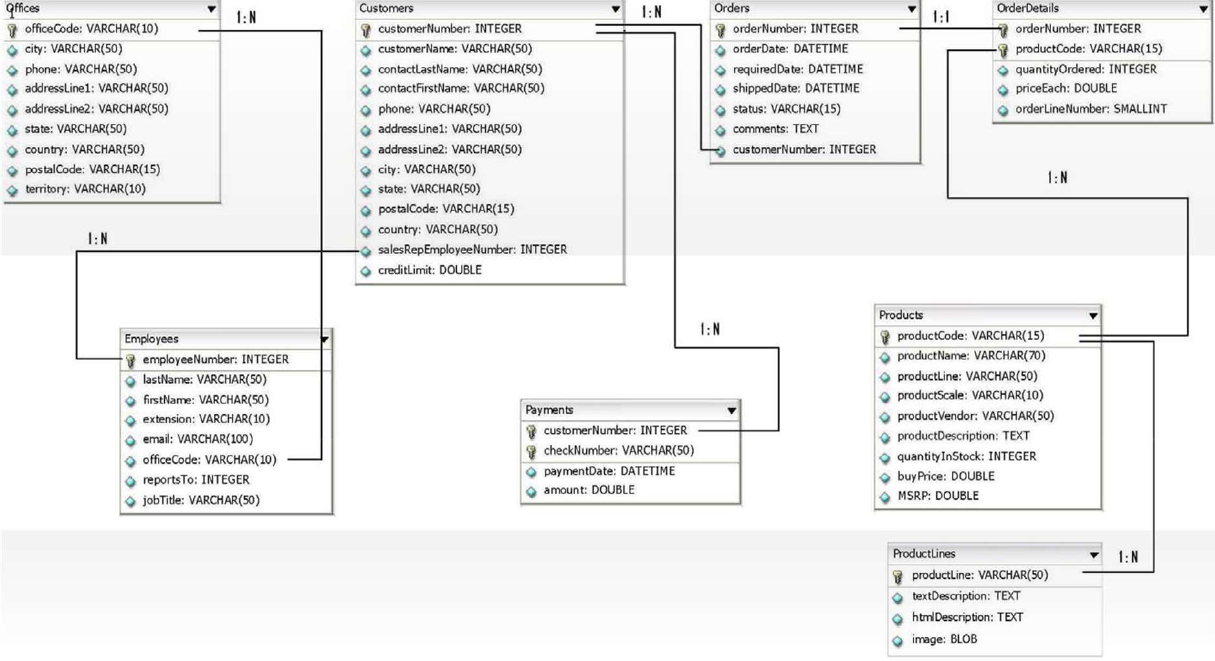 Offices
officeCode: VARCHAR(10)
city: VARCHAR(50)
phone: VARCHAR(50)
addressLine1: VARCHAR(50)
addressLine2: VARCHAR(50)
state: VARCHAR(50)
country: VARCHAR(50)
postalCode: VARCHAR(15)
territory: VARCHAR(10)
1:N
Customers
customerNumber: INTEGER
customerName: VARCHAR(50)
contactLastName: VARCHAR(50)
contactFirstName: VARCHAR(50)
phone: VARCHAR(50)
addressLine1: VARCHAR(50)
addressLine2: VARCHAR(50)
city: VARCHAR(50)
state: VARCHAR(50)
postalCode: VARCHAR(15)
country: VARCHAR(50)
salesRepEmployeeNumber: INTEGER
creditLimit: DOUBLE
1:N
Orders
orderNumber: INTEGER
orderDate: DATETIME
requiredDate: DATETIME
shippedDate: DATETIME
status: VARCHAR(15)
comments: TEXT
customerNumber: INTEGER
1:1
OrderDetails
orderNumber: INTEGER
productCode: VARCHAR(15)
quantityOrdered: INTEGER
priceEach: DOUBLE
orderLineNumber: SMALLINT
1:N
1:N
Employees
employeeNumber: INTEGER
lastName: VARCHAR(50)
firstName: VARCHAR(50)
extension: VARCHAR(10)
email: VARCHAR(100)
officeCode: VARCHAR(10)
reportsTo: INTEGER
jobTitle: VARCHAR(50)
1:N
Payments
customerNumber: INTEGER
checkNumber: VARCHAR(50)
paymentDate: DATETIME
amount: DOUBLE
Products
productCode: VARCHAR(15)
productName: VARCHAR(70)
productLine: VARCHAR(50)
productScale: VARCHAR(10)
productVendor: VARCHAR(50)
productDescription: TEXT
quantityInStock: INTEGER
buyPrice: DOUBLE
MSRP: DOUBLE
ProductLines
productLine: VARCHAR(50)
textDescription: TEXT
htmlDescription: TEXT
image: BLOB
1:N